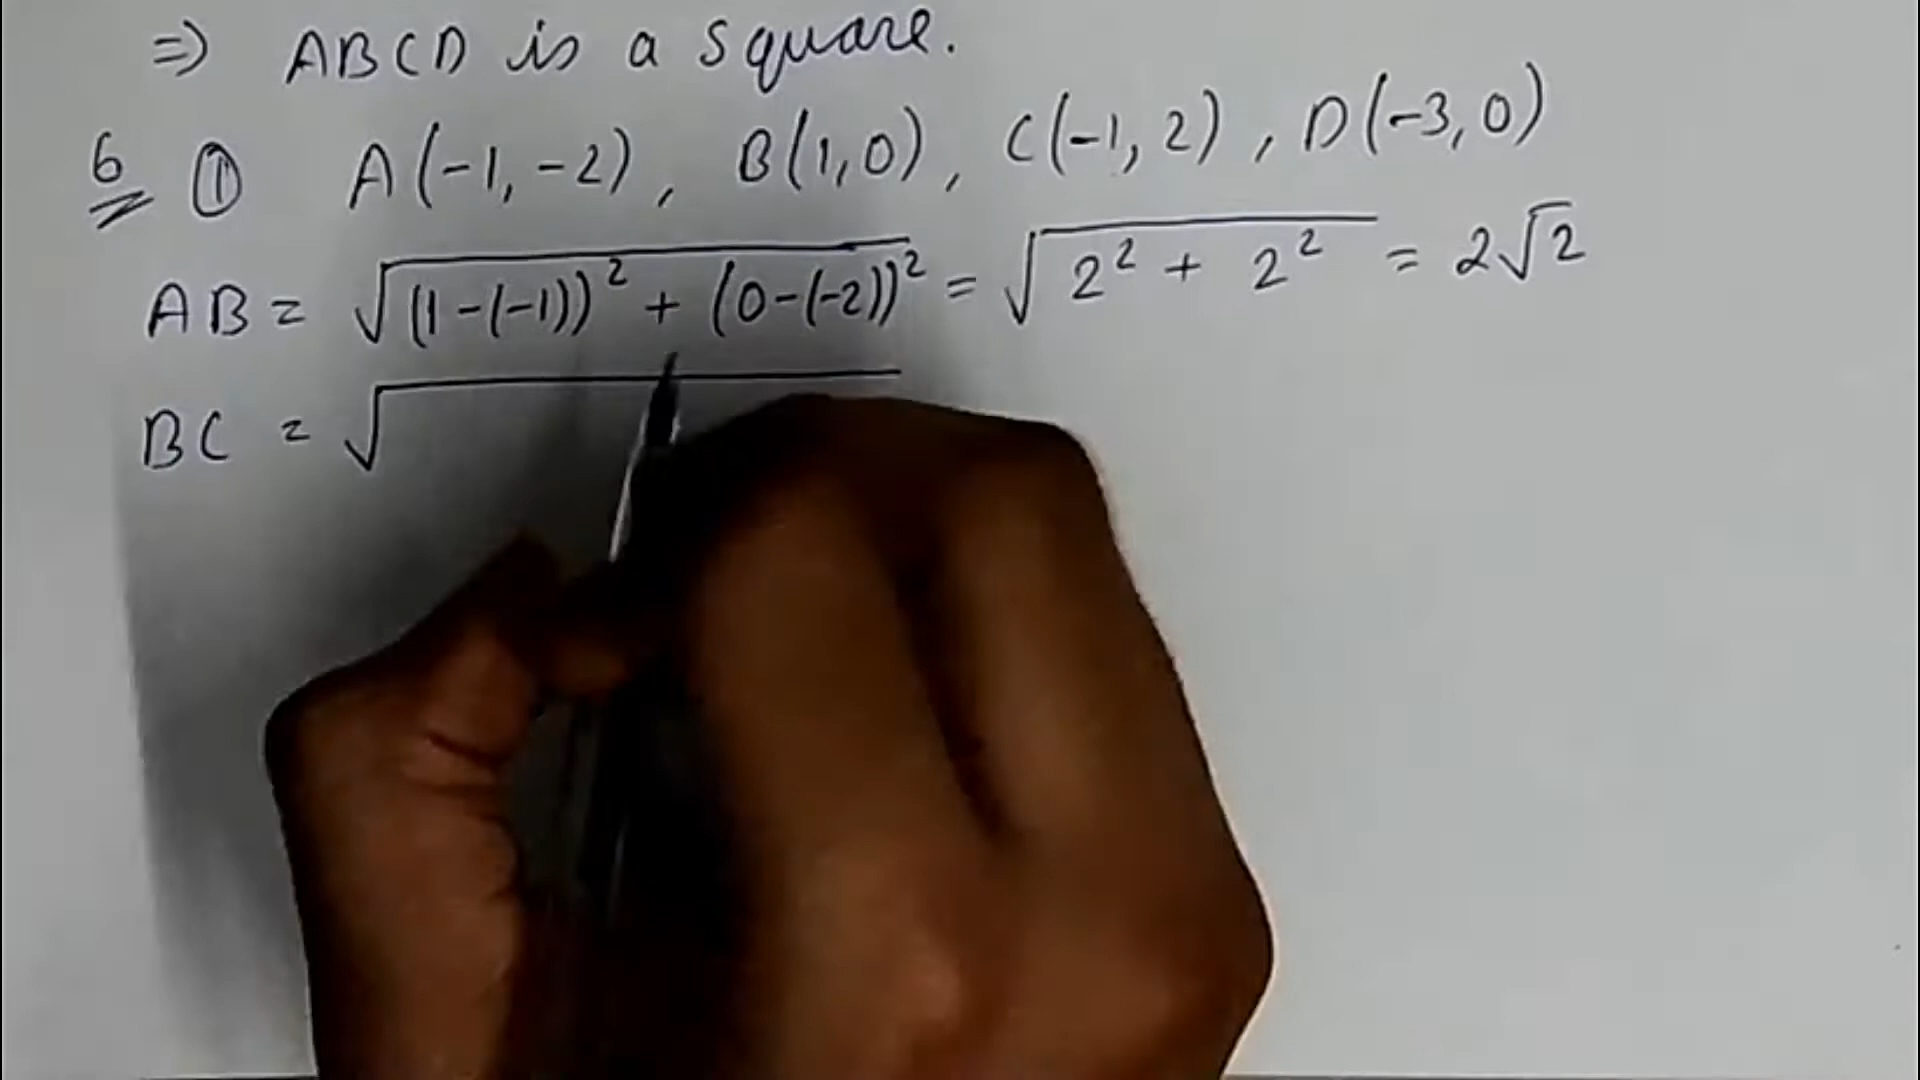 ⇒ ABCD is a square.
6 ① A(-1, -2), B(1,0), C(-1, 2), D(-3, 0)
AB = √((1-(-1))² + (0-(-2))²) = √(2² + 2²) = 2√2
BC = √